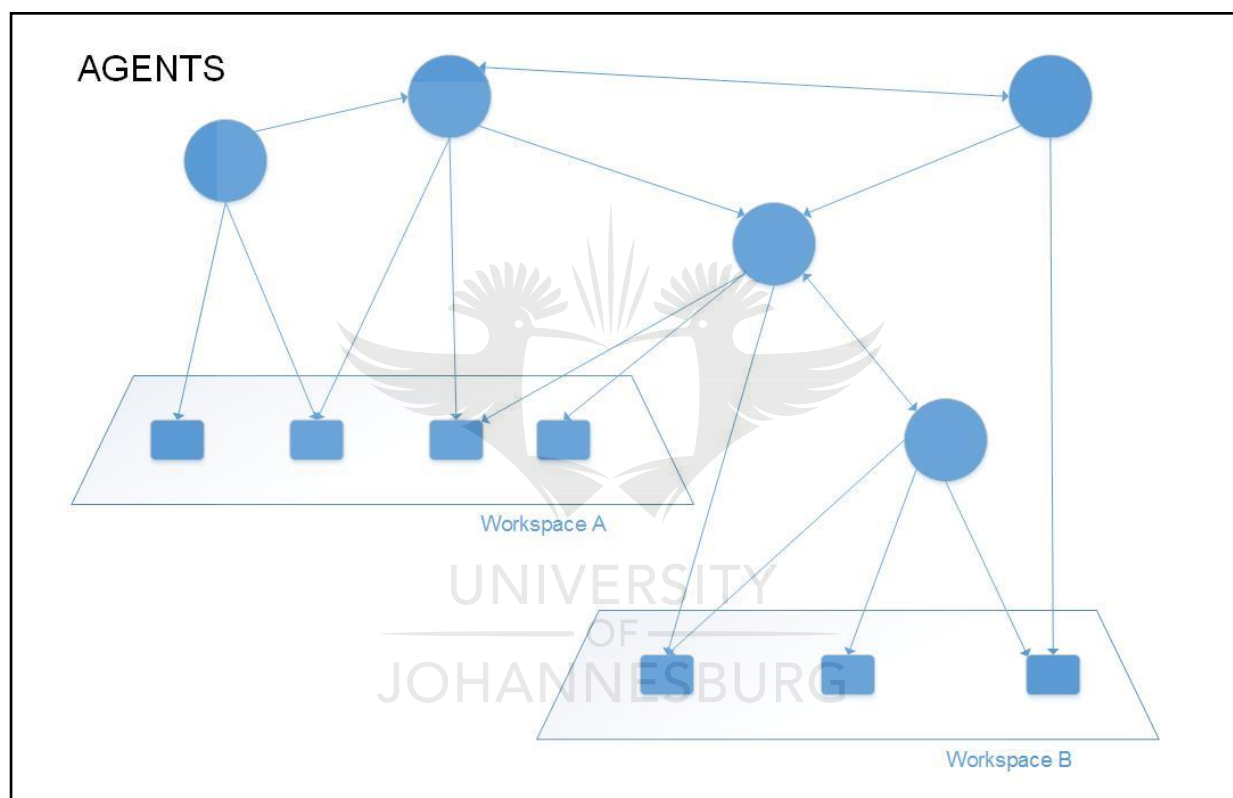 AGENTS
Workspace A
UNIVERSITY
OF
JOHANNESBURG
Workspace B